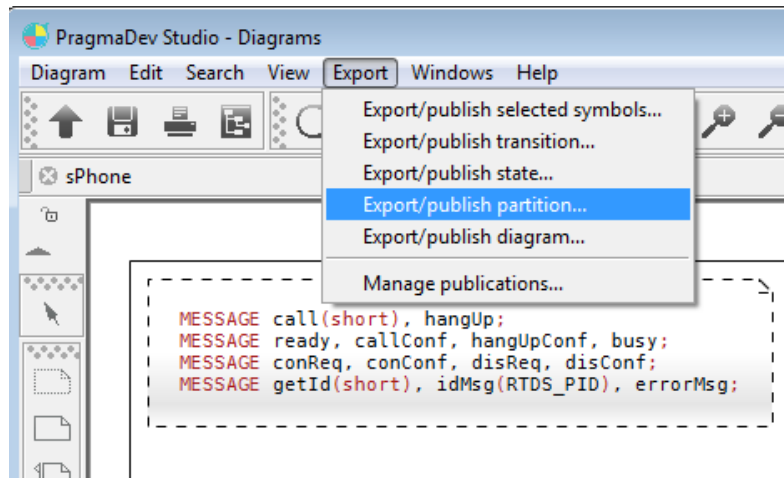 PragmaDev Studio - Diagrams
Diagram Edit Search View Export Windows Help
Export/publish selected symbols...
Export/publish transition...
Export/publish state...
Export/publish partition...
Export/publish diagram...
Manage publications...
sPhone
MESSAGE call(short), hangUp;
MESSAGE ready, callConf, hangUpConf, busy;
MESSAGE conReq, conConf, disReq, disConf;
MESSAGE getId(short), idMsg(RTDS_PID), errorMsg;